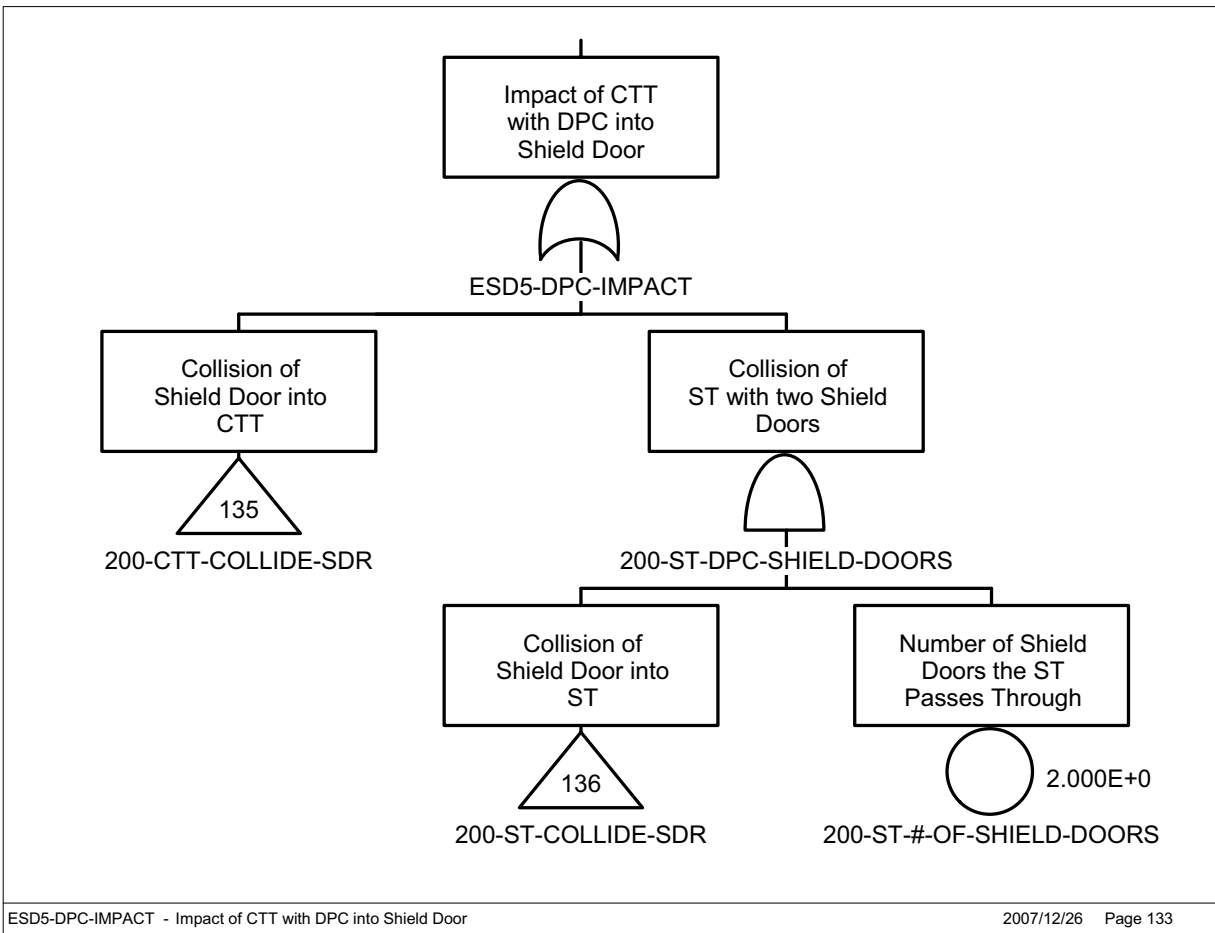 Impact of CTT
with DPC into
Shield Door
ESD5-DPC-IMPACT
Collision of
Shield Door into
CTT
135
200-CTT-COLLIDE-SDR
Collision of
ST with two Shield
Doors
200-ST-DPC-SHIELD-DOORS
Collision of
Shield Door into
ST
136
200-ST-COLLIDE-SDR
Number of Shield
Doors the ST
Passes Through
2.000E+0
200-ST-#-OF-SHIELD-DOORS
ESD5-DPC-IMPACT - Impact of CTT with DPC into Shield Door
2007/12/26 Page 133